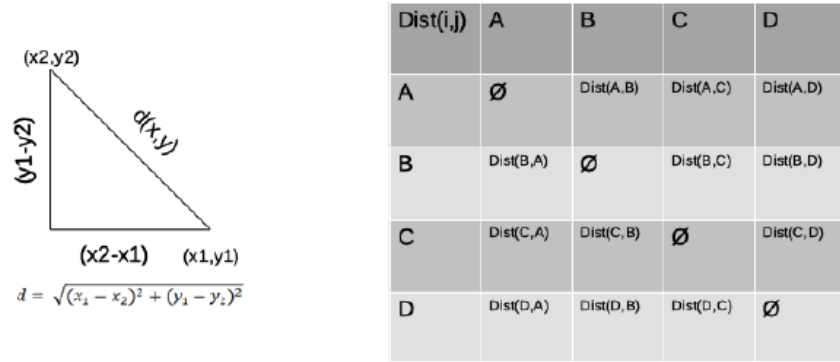 (x2,y2)
(y1-y2)
d(x,y)
(x2-x1) (x1,y1)
d = √(x₁ − x₂)² + (y₁ − y₂)²
Dist(i,j) A B C D
A Ø Dist(A,B) Dist(A,C) Dist(A,D)
B Dist(B,A) Ø Dist(B,C) Dist(B,D)
C Dist(C,A) Dist(C,B) Ø Dist(C,D)
D Dist(D,A) Dist(D,B) Dist(D,C) Ø